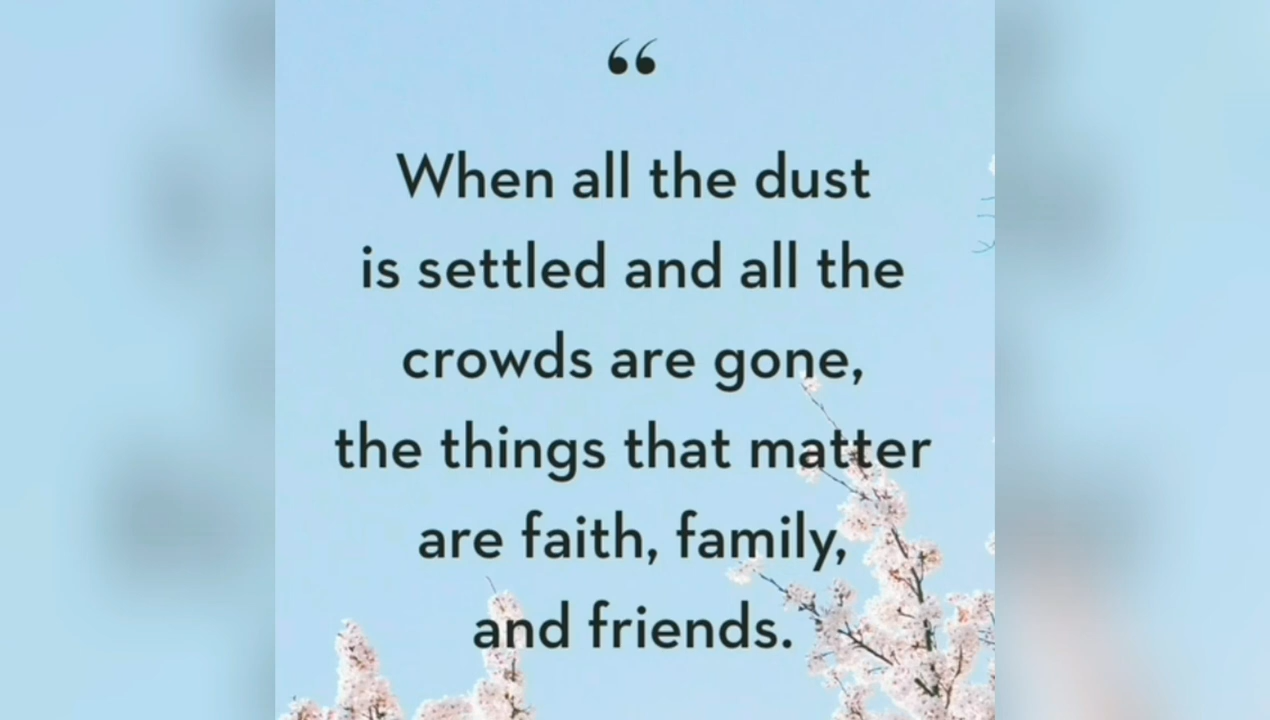 “
When all the dust
is settled and all the
crowds are gone,
the things that matter
are faith, family,
and friends.